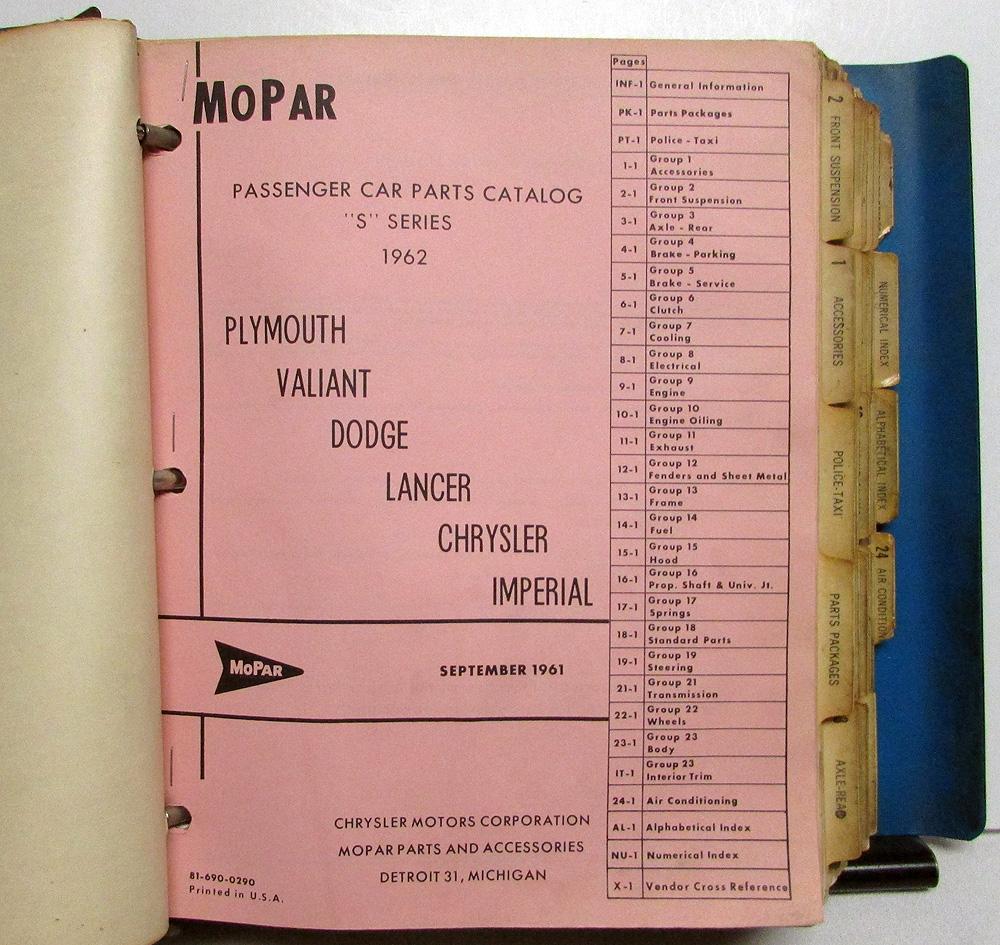 MOPAR
PASSENGER CAR PARTS CATALOG
"S" SERIES
1962
PLYMOUTH
VALIANT
DODGE
LANCER
CHRYSLER
IMPERIAL
MOPAR
SEPTEMBER 1961
CHRYSLER MOTORS CORPORATION
MOPAR PARTS AND ACCESSORIES
DETROIT 31, MICHIGAN
81-690-0290
Printed in U.S.A.
Pages
INF-1 General Information
PK-1 Parts Packages
PT-1 Police - Taxi
1-1 Group 1
Accessories
2-1 Group 2
Front Suspension
3-1 Group 3
Axle - Rear
4-1 Group 4
Brake - Parking
5-1 Group 5
Brake - Service
6-1 Group 6
Clutch
7-1 Group 7
Cooling
8-1 Group 8
Electrical
9-1 Group 9
Engine
10-1 Group 10
Engine Oiling
11-1 Group 11
Exhaust
12-1 Group 12
Fenders and Sheet Metal
13-1 Group 13
Frame
14-1 Group 14
Fuel
15-1 Group 15
Hood
16-1 Group 16
Prop. Shaft & Univ. Jt.
17-1 Group 17
Springs
18-1 Group 18
Standard Parts
19-1 Group 19
Steering
21-1 Group 21
Transmission
22-1 Group 22
Wheels
23-1 Group 23
Body
IT-1 Group 23
Interior Trim
24-1 Air Conditioning
AL-1 Alphabetical Index
NU-1 Numerical Index
X-1 Vendor Cross Reference
2 FRONT SUSPENSION
1 ACCESSORIES
POLICE-TAXI
PARTS PACKAGES
AXLE-REA
NUMERICAL INDEX
ALPHABETICAL INDEX
24 AIR CONDITION